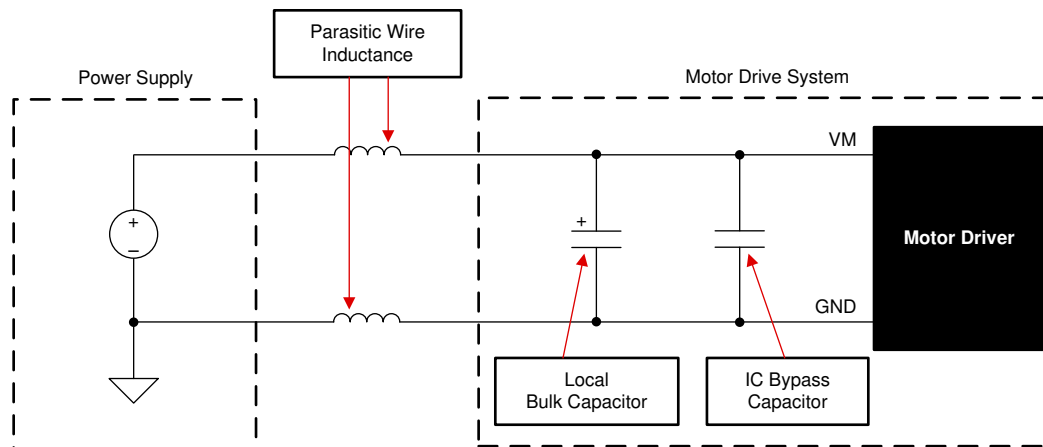 Parasitic Wire
Inductance
Power Supply
Motor Drive System
VM
+
–
+
Motor Driver
GND
Local
Bulk Capacitor
IC Bypass
Capacitor